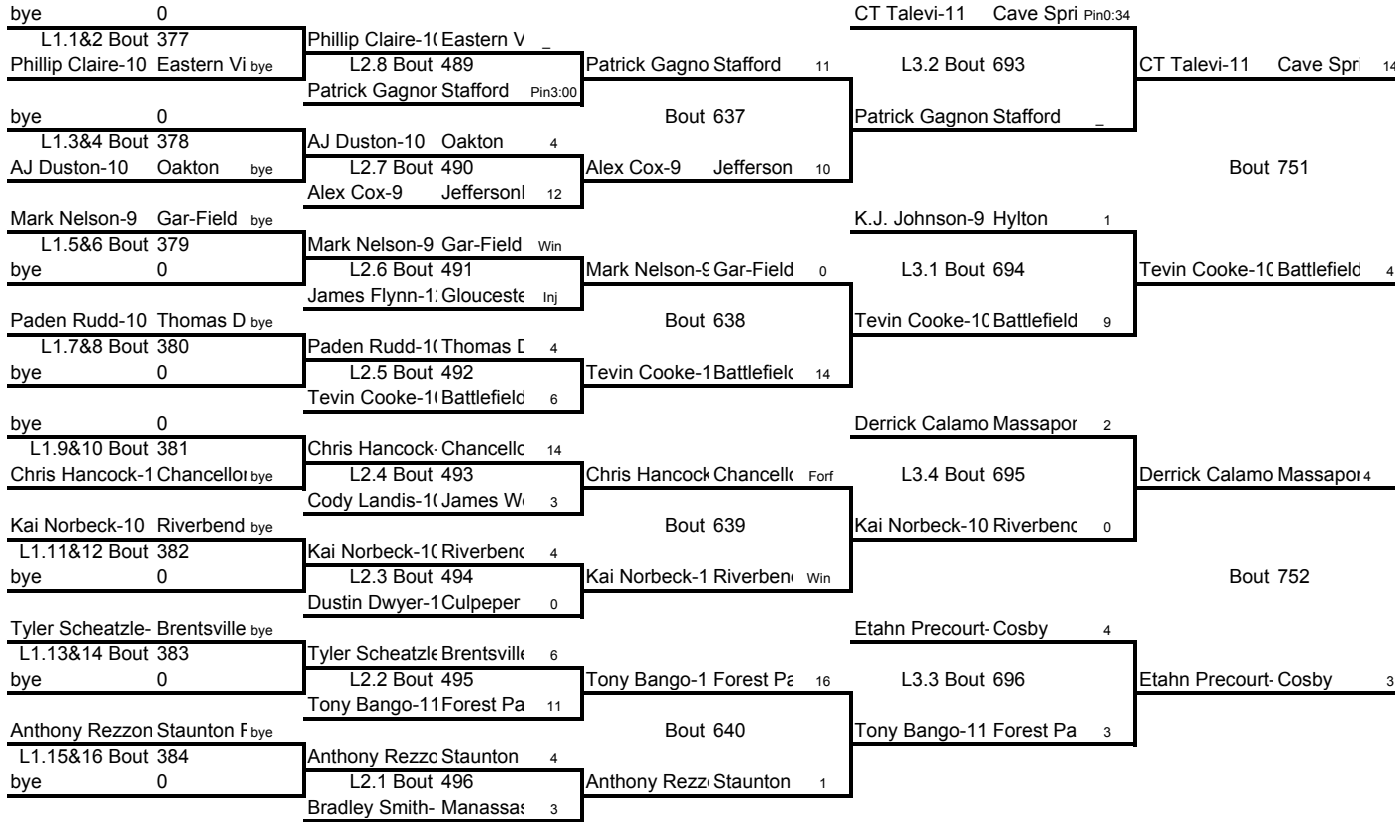 bye 0
L1.1&2 Bout 377
Phillip Claire-10 Eastern Vi bye
bye 0
L1.3&4 Bout 378
AJ Duston-10 Oakton bye
Mark Nelson-9 Gar-Field bye
L1.5&6 Bout 379
bye 0
Paden Rudd-10 Thomas D bye
L1.7&8 Bout 380
bye 0
bye 0
L1.9&10 Bout 381
Chris Hancock-1 Chancellor bye
Kai Norbeck-10 Riverbend bye
L1.11&12 Bout 382
bye 0
Tyler Scheatzle- Brentsville bye
L1.13&14 Bout 383
bye 0
Anthony Rezzon Staunton R bye
L1.15&16 Bout 384
bye 0
Phillip Claire-10 Eastern V _
L2.8 Bout 489
Patrick Gagnon Stafford Pin3:00
AJ Duston-10 Oakton 4
L2.7 Bout 490
Alex Cox-9 Jefferson 12
Mark Nelson-9 Gar-Field Win
L2.6 Bout 491
James Flynn-12 Glouceste Inj
Paden Rudd-10 Thomas D 4
L2.5 Bout 492
Tevin Cooke-10 Battlefield 6
Chris Hancock- Chancello 14
L2.4 Bout 493
Cody Landis-10 James Wo 3
Kai Norbeck-10 Riverbend 4
L2.3 Bout 494
Dustin Dwyer-1 Culpeper 0
Tyler Scheatzle Brentsville 6
L2.2 Bout 495
Tony Bango-11 Forest Pa 11
Anthony Rezzo Staunton 4
L2.1 Bout 496
Bradley Smith- Manassas 3
Patrick Gagno Stafford 11
Bout 637
Alex Cox-9 Jefferson 10
Mark Nelson-9 Gar-Field 0
Bout 638
Tevin Cooke-1 Battlefield 14
Chris Hancock Chancello Forf
Bout 639
Kai Norbeck-1 Riverben Win
Tony Bango-1 Forest Pa 16
Bout 640
Anthony Rezz Staunton 1
CT Talevi-11 Cave Spri Pin0:34
L3.2 Bout 693
Patrick Gagnon Stafford _
K.J. Johnson-9 Hylton 1
L3.1 Bout 694
Tevin Cooke-10 Battlefield 9
Derrick Calamo Massapor 2
L3.4 Bout 695
Kai Norbeck-10 Riverbend 0
Etahn Precourt- Cosby 4
L3.3 Bout 696
Tony Bango-11 Forest Pa 3
CT Talevi-11 Cave Spri 14
Bout 751
Tevin Cooke-10 Battlefield 4
Derrick Calamo Massapor 4
Bout 752
Etahn Precourt- Cosby 3